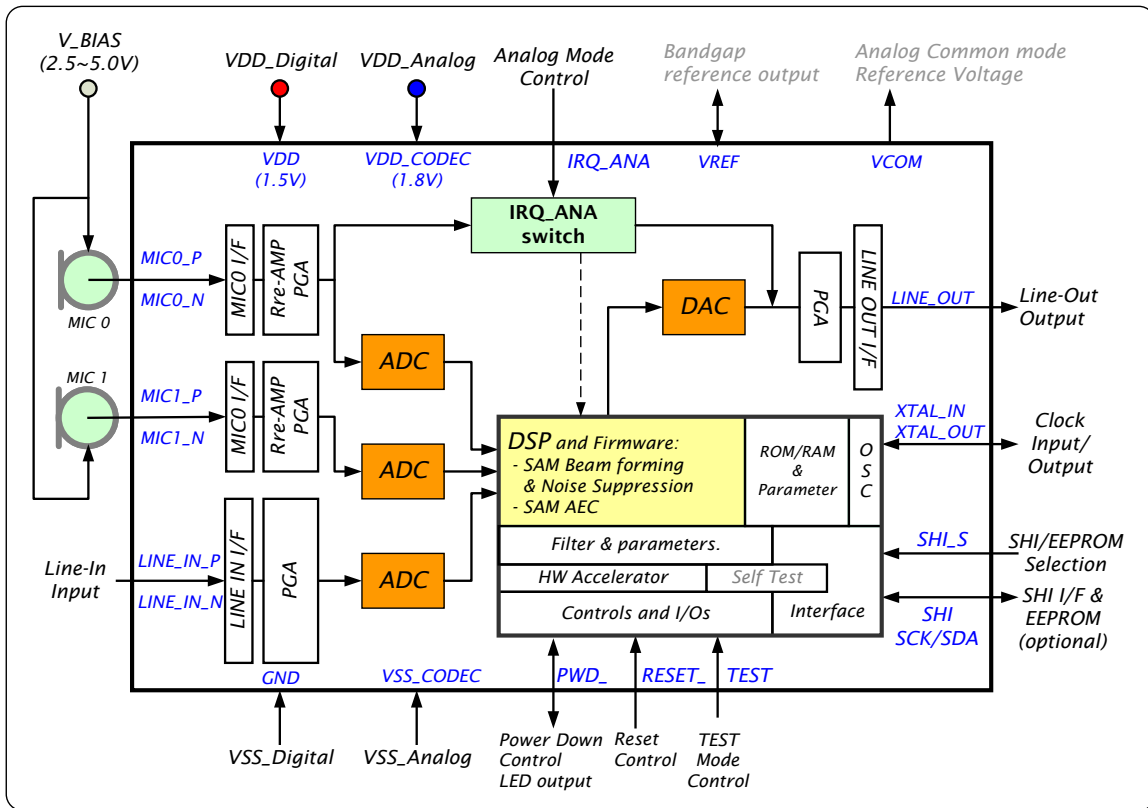 V_BIAS
(2.5~5.0V)
VDD_Digital
VDD_Analog
Analog Mode
Control
Bandgap
reference output
Analog Common mode
Reference Voltage
VDD
(1.5V)
VDD_CODEC
(1.8V)
IRQ_ANA
VREF
VCOM
IRQ_ANA
switch
MIC0_P
MIC0_N
MIC 0
MIC0 I/F
Rre-AMP
PGA
DAC
PGA
LINE OUT I/F
LINE_OUT
Line-Out
Output
ADC
MIC 1
MIC1_P
MIC1_N
MIC0 I/F
Rre-AMP
PGA
ADC
DSP and Firmware:
- SAM Beam forming
& Noise Suppression
- SAM AEC
ROM/RAM
&
Parameter
O
S
C
XTAL_IN
XTAL_OUT
Clock
Input/
Output
Line-In
Input
LINE_IN_P
LINE_IN_N
LINE IN I/F
PGA
ADC
Filter & parameters.
HW Accelerator
Self Test
Controls and I/Os
Interface
SHI_S
SHI/EEPROM
Selection
SHI
SCK/SDA
SHI I/F &
EEPROM
(optional)
GND
VSS_CODEC
PWD_
RESET_
TEST
VSS_Digital
VSS_Analog
Power Down
Control
LED output
Reset
Control
TEST
Mode
Control